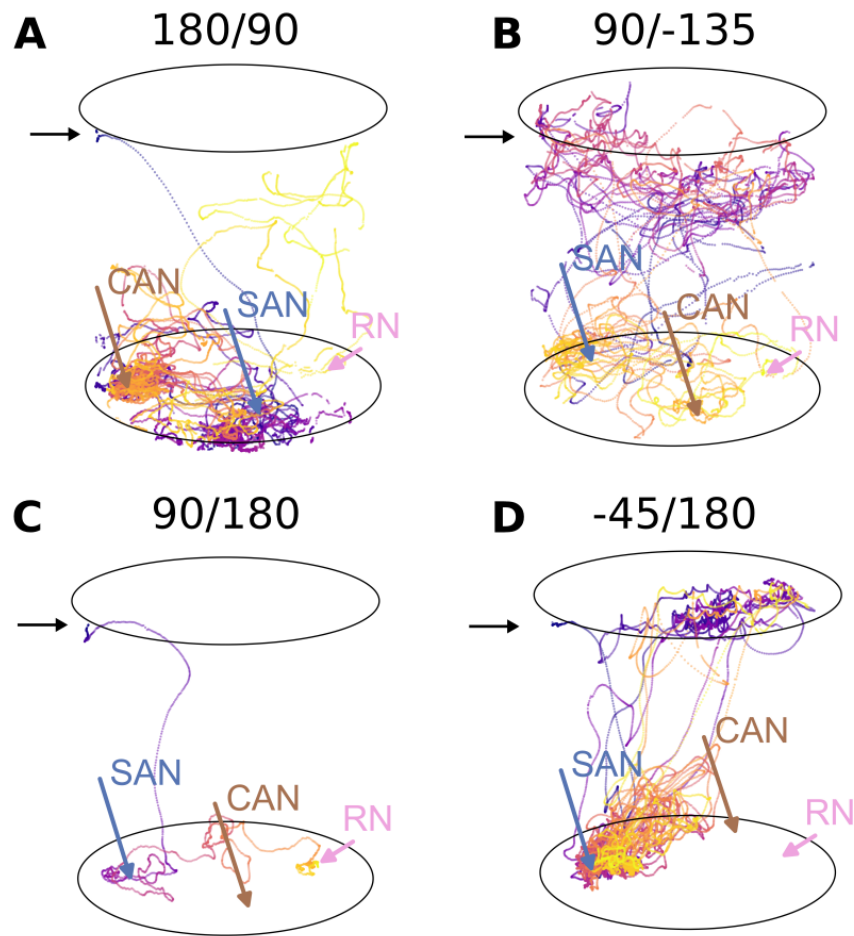 A 180/90
CAN
SAN
RN
B 90/-135
SAN
CAN
RN
C 90/180
SAN
CAN
RN
D -45/180
CAN
SAN
RN